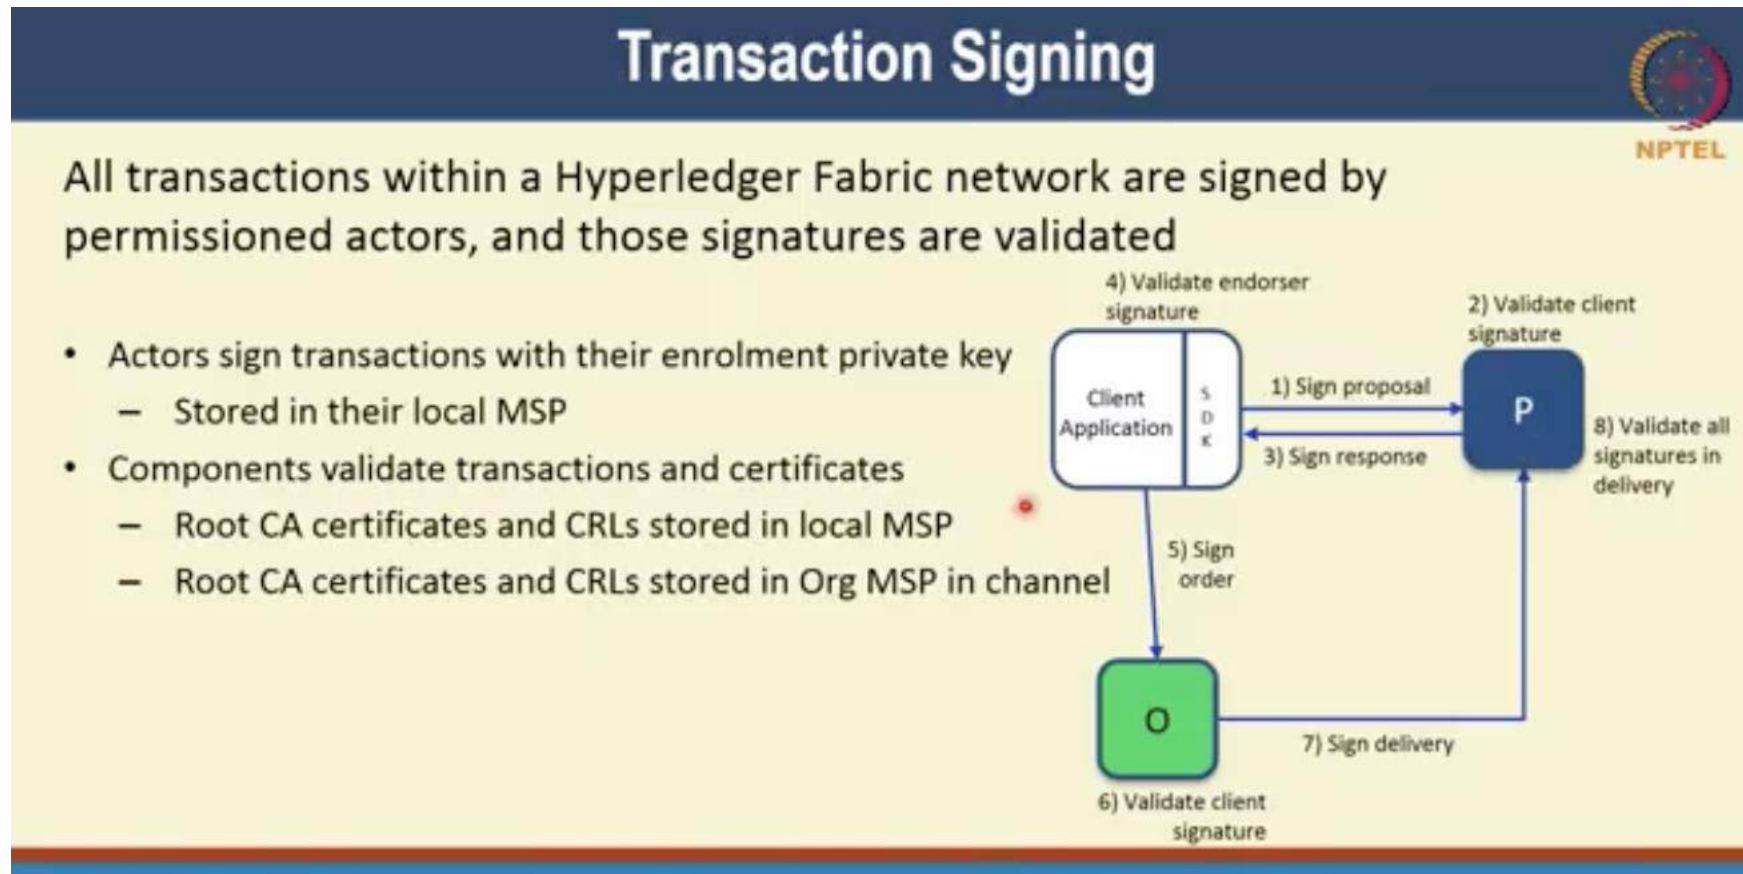 Transaction Signing
NPTEL
All transactions within a Hyperledger Fabric network are signed by
permissioned actors, and those signatures are validated
• Actors sign transactions with their enrolment private key
– Stored in their local MSP
• Components validate transactions and certificates
– Root CA certificates and CRLs stored in local MSP
– Root CA certificates and CRLs stored in Org MSP in channel
4) Validate endorser
signature
2) Validate client
signature
Client
Application
S
D
K
1) Sign proposal
3) Sign response
P
8) Validate all
signatures in
delivery
5) Sign
order
O
7) Sign delivery
6) Validate client
signature